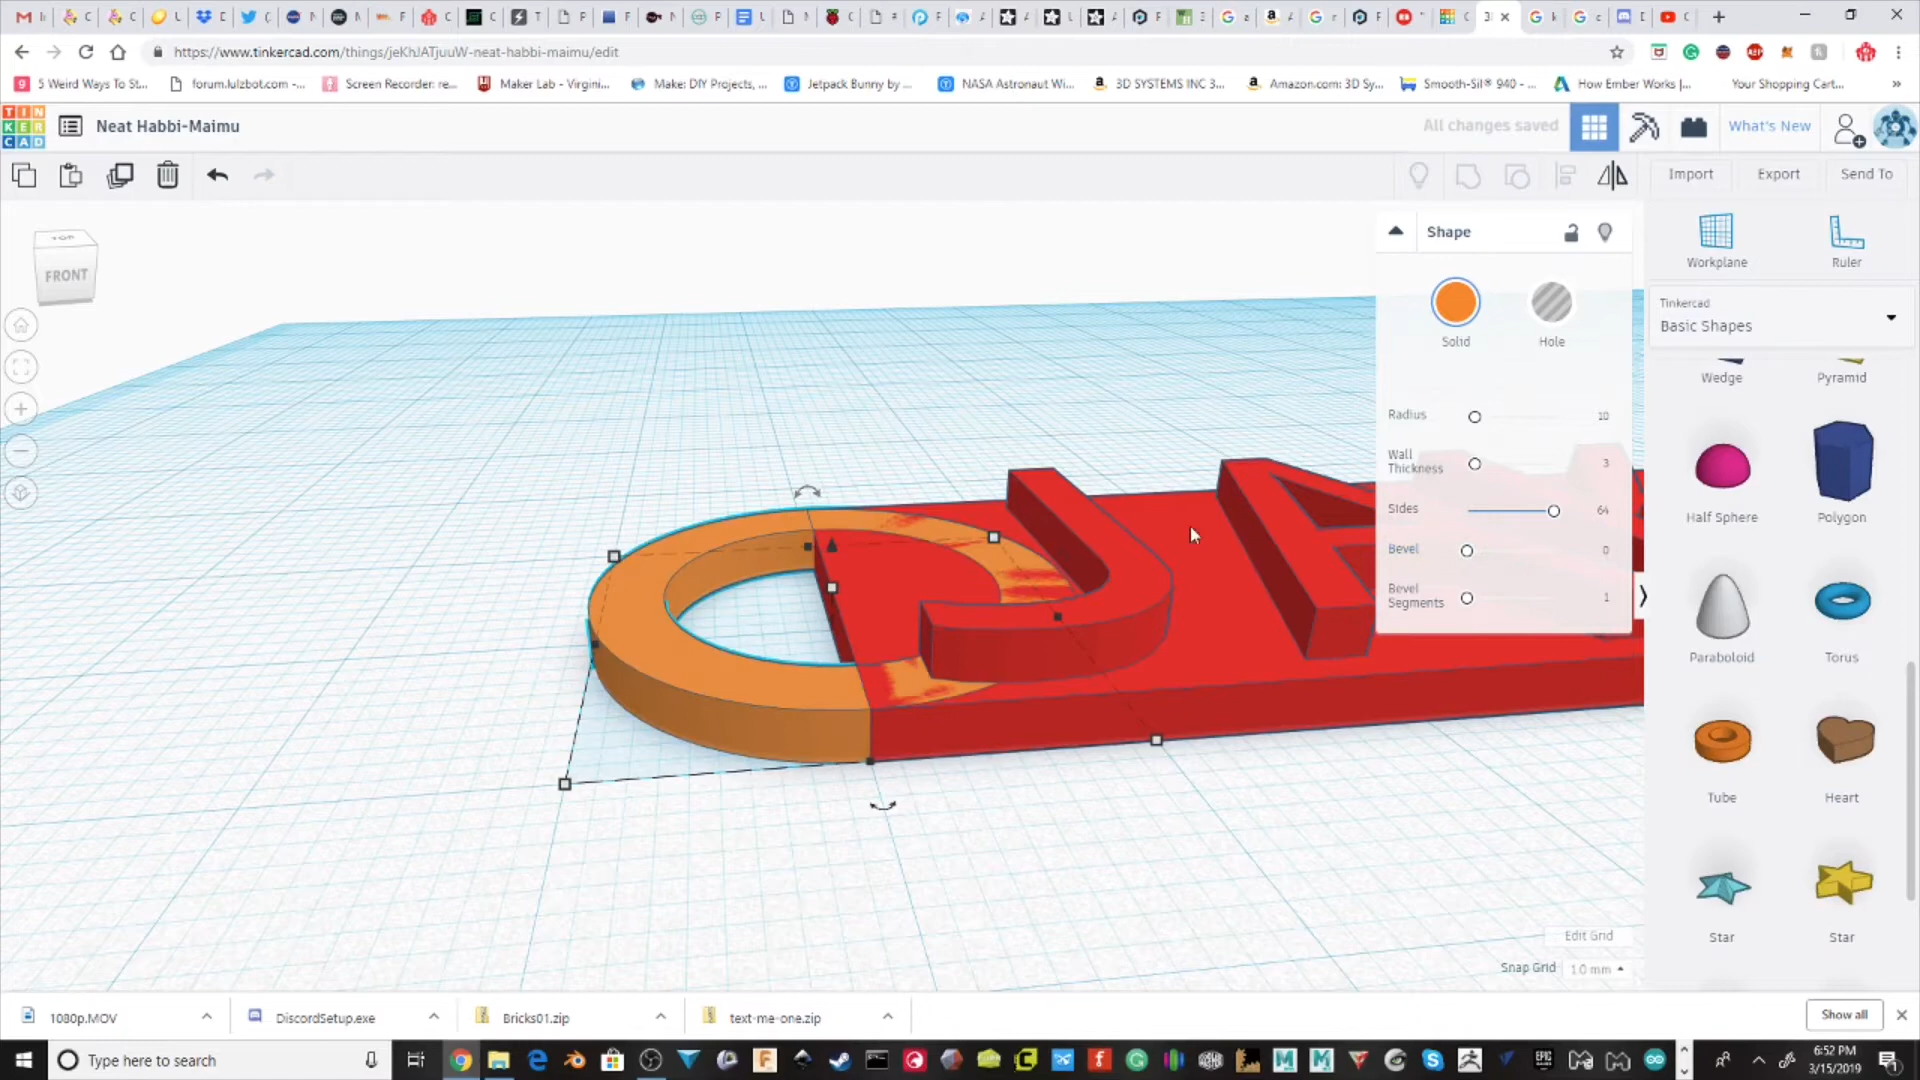 https://www.tinkercad.com/things/jeKhJATjuuW-neat-habbi-maimu/edit
5 Weird Ways To St...
forum.lulzbot.com -...
Screen Recorder: re...
Maker Lab - Virgini...
Make: DIY Projects, ...
Jetpack Bunny by ...
NASA Astronaut Wi...
3D SYSTEMS INC 3...
Amazon.com: 3D Sy...
Smooth-Sil® 940 - ...
How Ember Works |...
Your Shopping Cart...
TINKERCAD
Neat Habbi-Maimu
All changes saved
What's New
Import
Export
Send To
TOP
FRONT
Shape
Solid
Hole
Radius
10
Wall Thickness
3
Sides
64
Bevel
0
Bevel Segments
1
Workplane
Ruler
Tinkercad
Basic Shapes
Wedge
Pyramid
Half Sphere
Polygon
Paraboloid
Torus
Tube
Heart
Star
Star
Edit Grid
Snap Grid
1.0 mm
1080p.MOV
DiscordSetup.exe
Bricks01.zip
text-me-one.zip
Show all
Type here to search
6:52 PM
3/15/2019